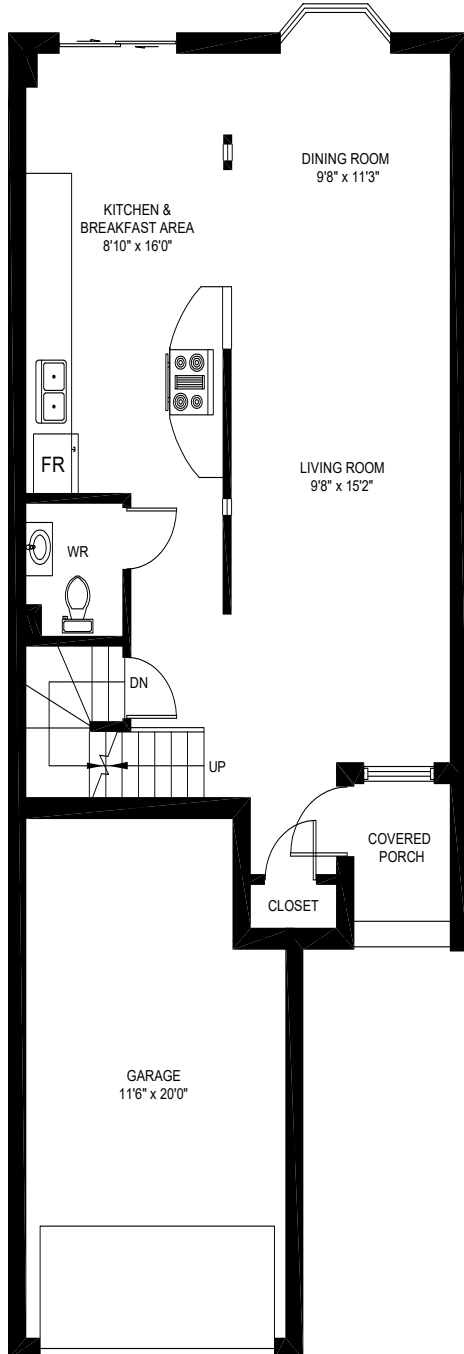 DINING ROOM
9'8" x 11'3"
KITCHEN &
BREAKFAST AREA
8'10" x 16'0"
FR
LIVING ROOM
9'8" x 15'2"
WR
DN
UP
COVERED
PORCH
CLOSET
GARAGE
11'6" x 20'0"